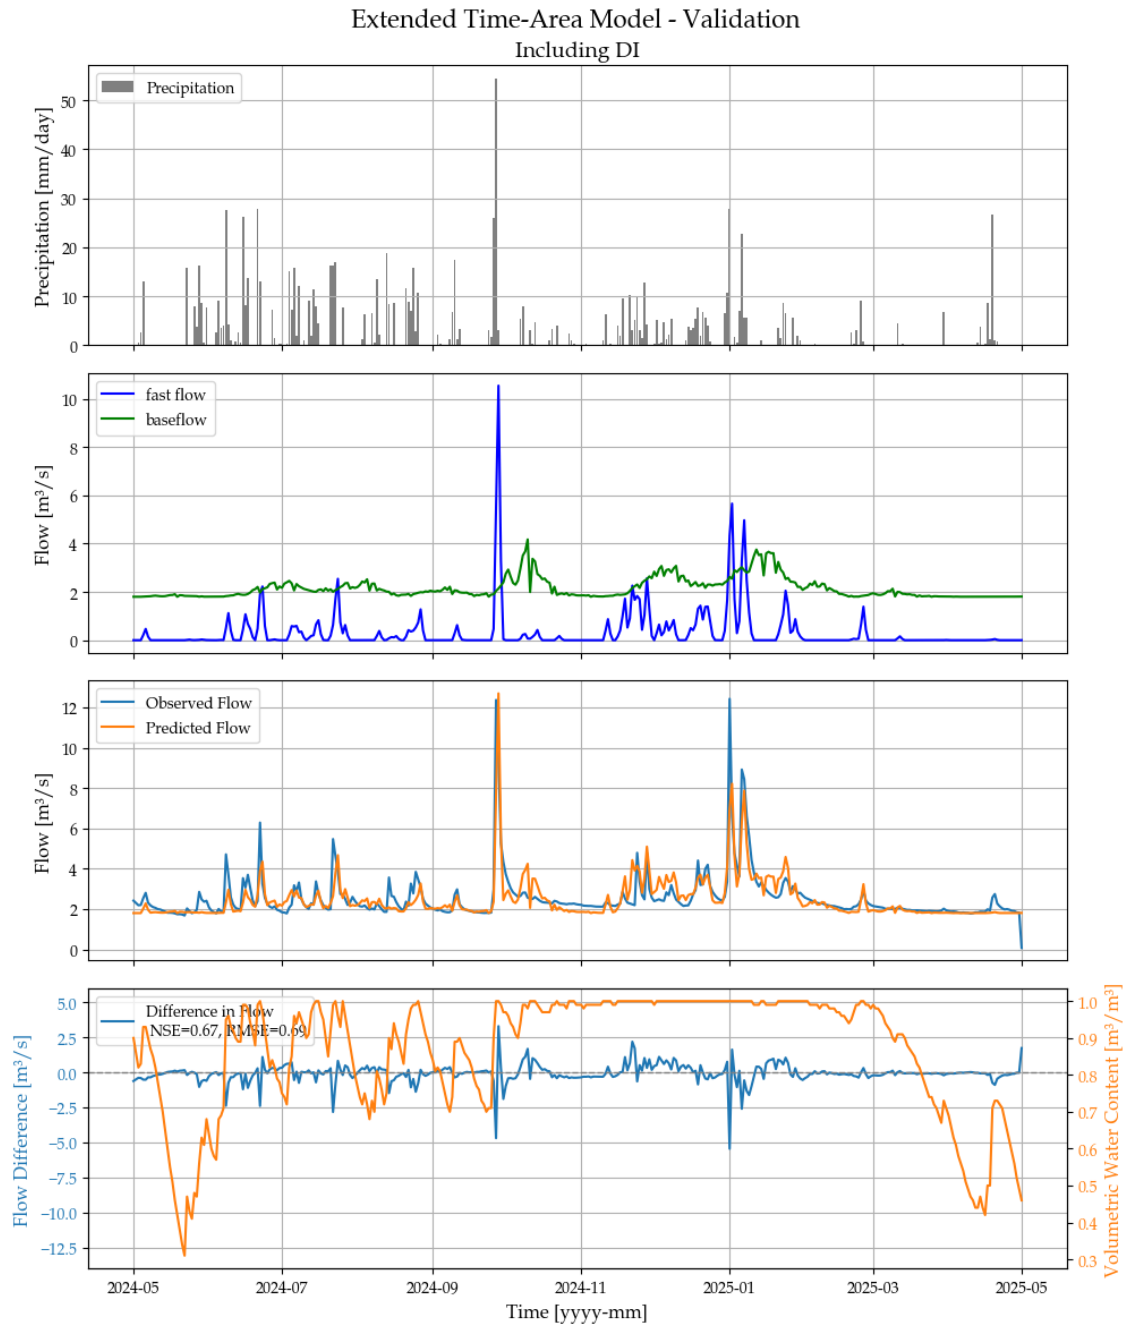 Extended Time-Area Model - Validation
Including DI
Precipitation
Precipitation [mm/day]
50
40
30
20
10
0
fast flow
baseflow
Flow [m³/s]
10
8
6
4
2
0
Observed Flow
Predicted Flow
Flow [m³/s]
12
10
8
6
4
2
0
Difference in Flow
NSE=0.67, RMSE=0.69
Flow Difference [m³/s]
5.0
2.5
0.0
−2.5
−5.0
−7.5
−10.0
−12.5
1.0
0.9
0.8
0.7
0.6
0.5
0.4
0.3
Volumetric Water Content [m³/m³]
2024-05 2024-07 2024-09 2024-11 2025-01 2025-03 2025-05
Time [yyyy-mm]